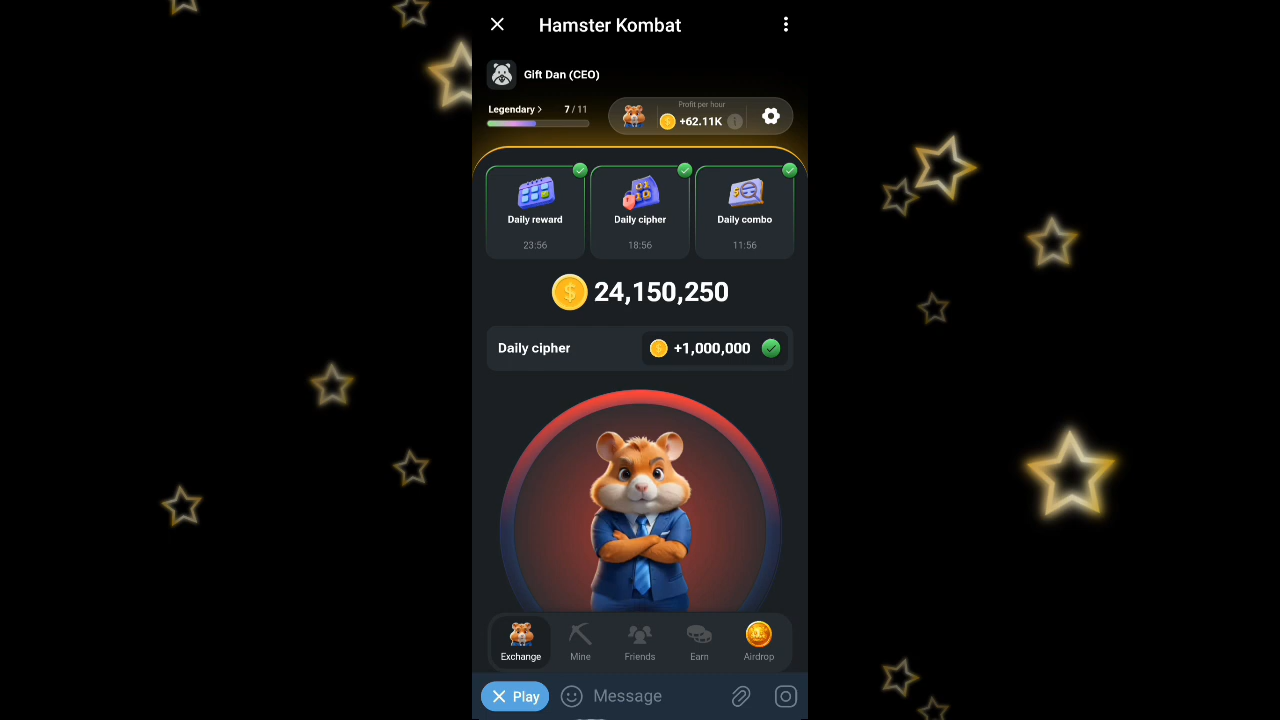 Hamster Kombat
Gift Dan (CEO)
Legendary > 7 / 11
Profit per hour
+62.11K
Daily reward
23:56
Daily cipher
18:56
Daily combo
11:56
24,150,250
Daily cipher +1,000,000
Exchange Mine Friends Earn Airdrop
Play Message